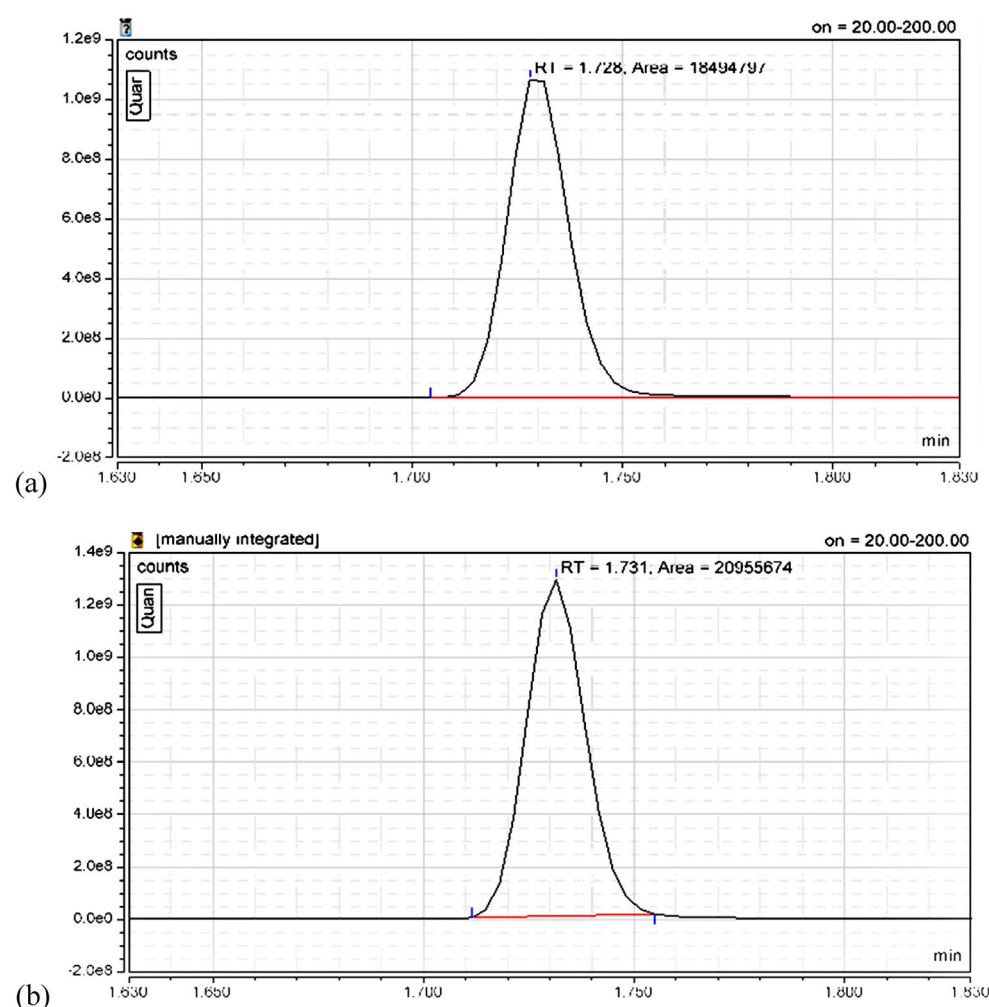 on = 20.00-200.00
1.2e9
counts
Quan
RT = 1.728, Area = 18494797
1.0e9
8.0e8
6.0e8
4.0e8
2.0e8
0.0e0
-2.0e8
min
(a)
1.630 1.650 1.700 1.750 1.800 1.830
[manually integrated] on = 20.00-200.00
1.4e9
counts
Quan
RT = 1.731, Area = 20955674
1.2e9
1.0e9
8.0e8
6.0e8
4.0e8
2.0e8
0.0e0
-2.0e8
min
(b)
1.630 1.650 1.700 1.750 1.800 1.830